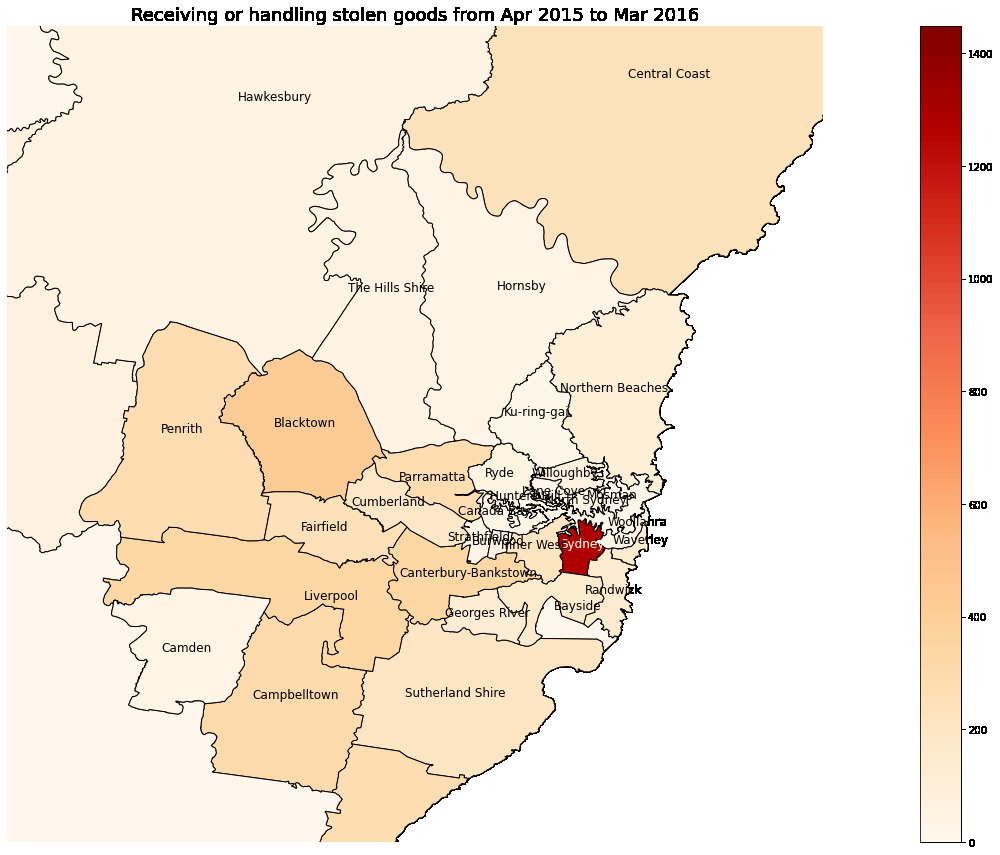 Receiving or handling stolen goods from Apr 2015 to Mar 2016
1400
Central Coast
Hawkesbury
1200
The Hills Shire
Hornsby
1000
Northern Beaches
800
Ku-ring-gai
Blacktown
Penrith
Ryde
Willoughby
Parramatta
Lane Cove
Mosman
Hunters
North Sydney
Cumberland
Canada Bay
Woollahra
Fairfield
600
Strathfield
Burwood
Inner West
Sydney
Waverley
Canterbury-Bankstown
Liverpool
Randwick
Bayside
Georges River
400
Camden
Campbelltown
Sutherland Shire
200
0